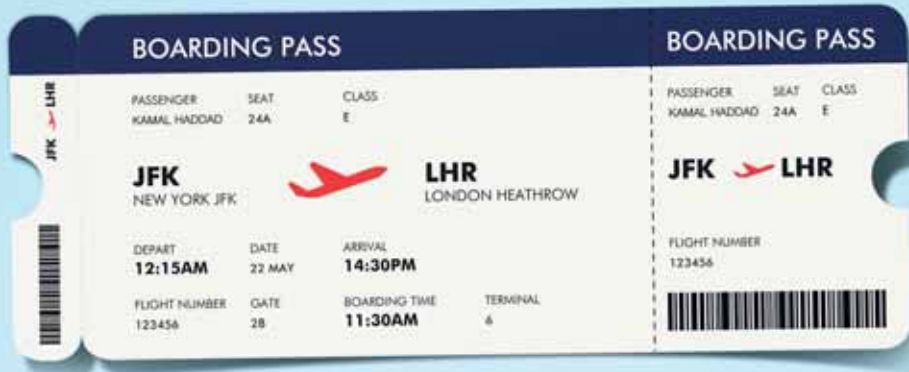 JFK LHR
BOARDING PASS
PASSENGER SEAT CLASS
KAMAL HADDAD 24A E
JFK LHR
NEW YORK JFK LONDON HEATHROW
DEPART DATE ARRIVAL
12:15AM 22 MAY 14:30PM
FLIGHT NUMBER GATE BOARDING TIME TERMINAL
123456 2B 11:30AM 6
BOARDING PASS
PASSENGER SEAT CLASS
KAMAL HADDAD 24A E
JFK LHR
FLIGHT NUMBER
123456